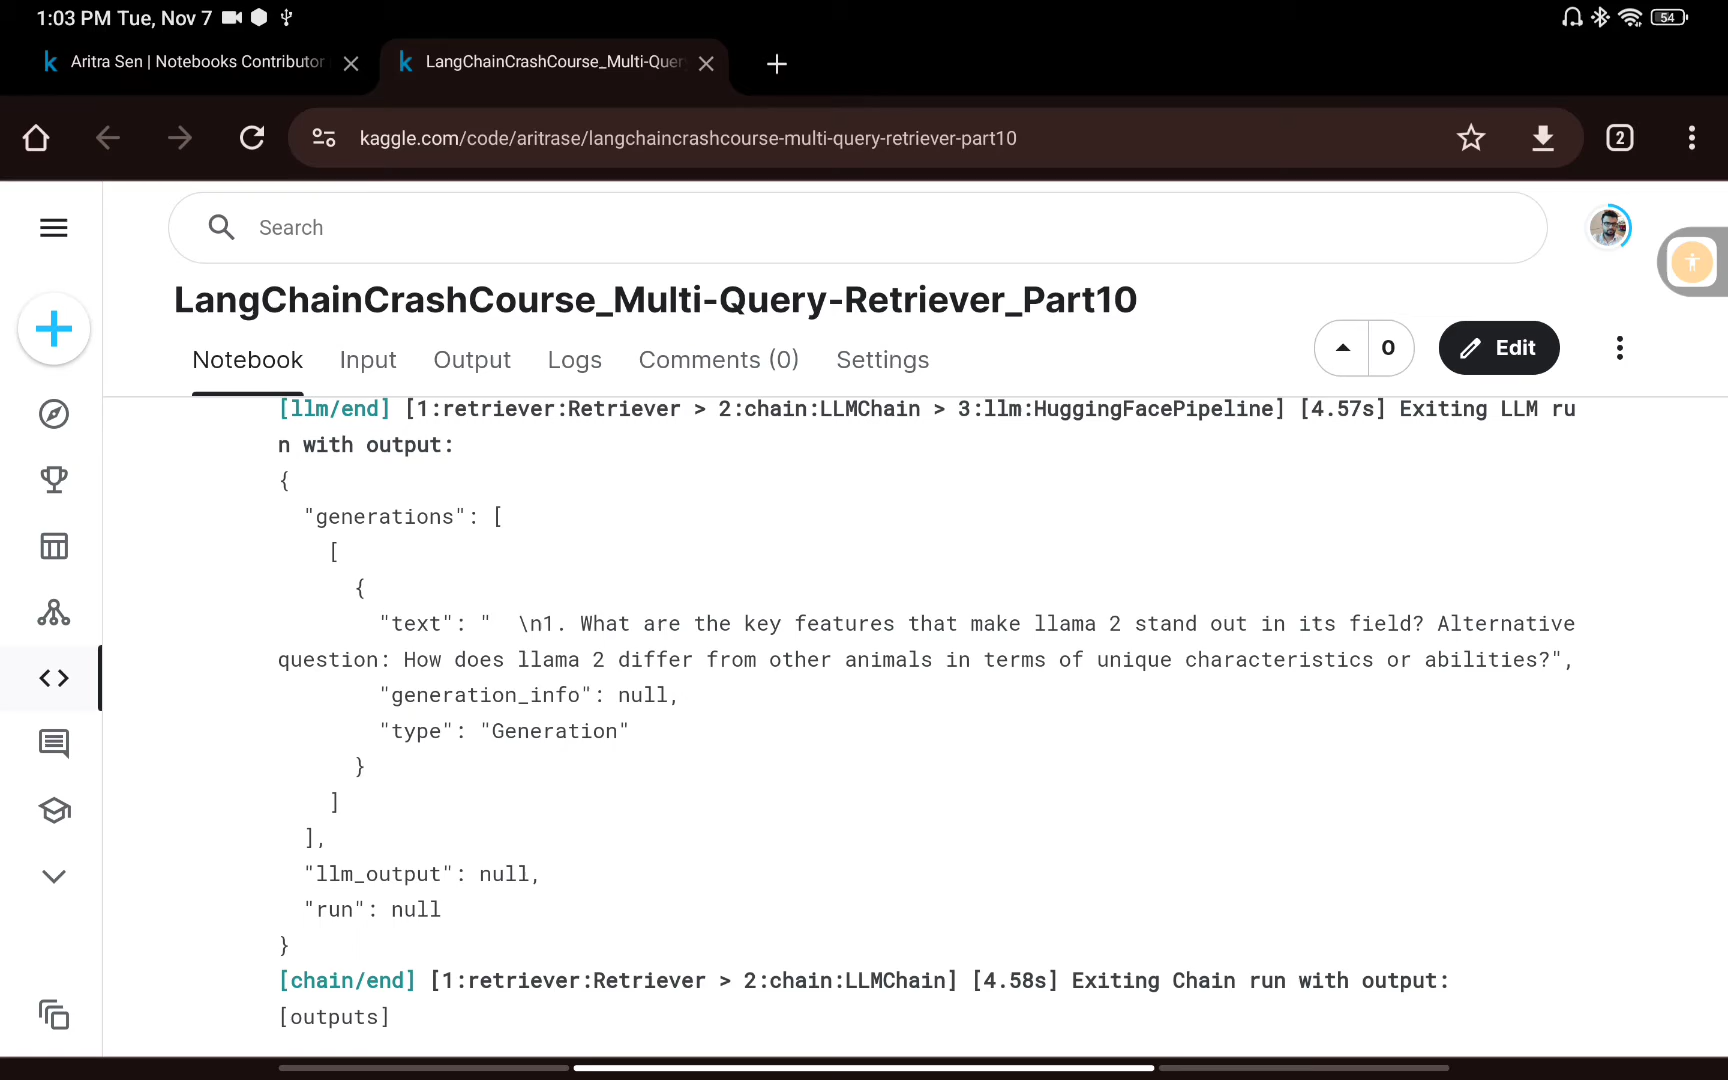 1:03 PM Tue, Nov 7
54
Aritra Sen | Notebooks Contributor
LangChainCrashCourse_Multi-Quer
kaggle.com/code/aritrase/langchaincrashcourse-multi-query-retriever-part10
2
Search
LangChainCrashCourse_Multi-Query-Retriever_Part10
Notebook Input Output Logs Comments (0) Settings
0
Edit
[llm/end] [1:retriever:Retriever > 2:chain:LLMChain > 3:llm:HuggingFacePipeline] [4.57s] Exiting LLM ru
n with output:
{
"generations": [
[
{
"text": "  \n1. What are the key features that make llama 2 stand out in its field? Alternative
question: How does llama 2 differ from other animals in terms of unique characteristics or abilities?",
"generation_info": null,
"type": "Generation"
}
]
],
"llm_output": null,
"run": null
}
[chain/end] [1:retriever:Retriever > 2:chain:LLMChain] [4.58s] Exiting Chain run with output:
[outputs]